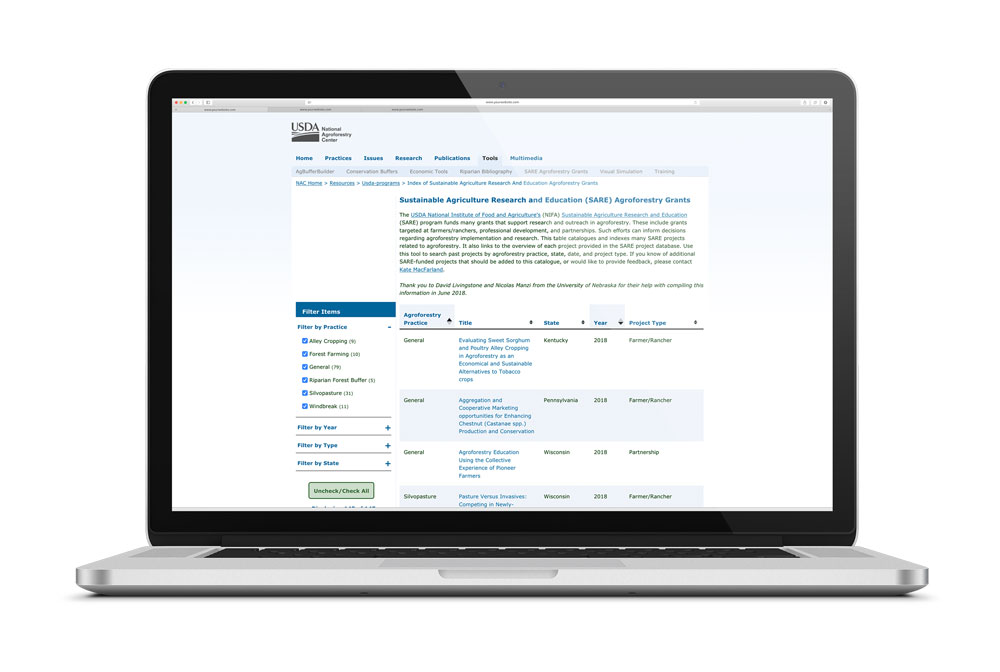 www.yourwebsite.com
www.yourwebsite.com www.yourwebsite.com www.yourwebsite.com
USDA National
Agroforestry
Center
Home Practices Issues Research Publications Tools Multimedia
AgBufferBuilder Conservation Buffers Economic Tools Riparian Bibliography SARE Agroforestry Grants Visual Simulation Training
NAC Home > Resources > Usda-programs > Index of Sustainable Agriculture Research And Education Agroforestry Grants
Sustainable Agriculture Research and Education (SARE) Agroforestry Grants
The USDA National Institute of Food and Agriculture's (NIFA) Sustainable Agriculture Research and Education
(SARE) program funds many grants that support research and outreach in agroforestry. These include grants
targeted at farmers/ranchers, professional development, and partnerships. Such efforts can inform decisions
regarding agroforestry implementation and research. This table catalogues and indexes many SARE projects
related to agroforestry. It also links to the overview of each project provided in the SARE project database. Use
this tool to search past projects by agroforestry practice, state, date, and project type. If you know of additional
SARE-funded projects that should be added to this catalogue, or would like to provide feedback, please contact
Kate MacFarland.
Thank you to David Livingstone and Nicolas Manzi from the University of Nebraska for their help with compiling this
information in June 2018.
Filter Items
Filter by Practice -
Alley Cropping (9)
Forest Farming (10)
General (79)
Riparian Forest Buffer (5)
Silvopasture (31)
Windbreak (11)
Filter by Year +
Filter by Type +
Filter by State +
Uncheck/Check All
Agroforestry
Practice Title State Year Project Type
General Evaluating Sweet Sorghum Kentucky 2018 Farmer/Rancher
and Poultry Alley Cropping
in Agroforestry as an
Economical and Sustainable
Alternatives to Tobacco
crops
General Aggregation and Pennsylvania 2018 Farmer/Rancher
Cooperative Marketing
opportunities for Enhancing
Chestnut (Castanae spp.)
Production and Conservation
General Agroforestry Education Wisconsin 2018 Partnership
Using the Collective
Experience of Pioneer
Farmers
Silvopasture Pasture Versus Invasives: Wisconsin 2018 Farmer/Rancher
Competing in Newly-